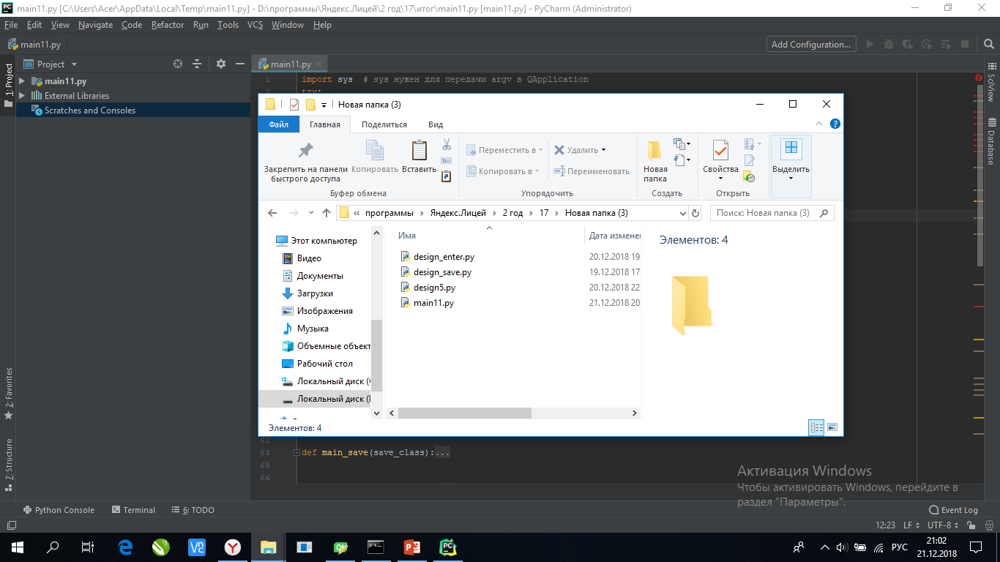 main11.py [C:\Users\Acer\AppData\Local\Temp\main11.py] - D:\программы\Яндекс.Лицей\2 год\17\итог\main11.py [main11.py] - PyCharm (Administrator)
File Edit View Navigate Code Refactor Run Tools VCS Window Help
main11.py
Add Configuration...
1: Project
Project
main11.py
External Libraries
Scratches and Consoles
main11.py
1 import sys # sys нужен для передачи argv в QApplication
try:
SciView
Database
Новая папка (3)
Файл Главная Поделиться Вид
Закрепить на панели быстрого доступа
Копировать
Вставить
Буфер обмена
Переместить в
Копировать в
Удалить
Переименовать
Упорядочить
Новая папка
Создать
Свойства
Открыть
Выделить
« программы > Яндекс.Лицей > 2 год > 17 > Новая папка (3)
Поиск: Новая папка (3)
Этот компьютер
Видео
Документы
Загрузки
Изображения
Музыка
Объемные объект
Рабочий стол
Локальный диск (
Локальный диск (
Имя Дата изменен
design_enter.py 20.12.2018 19:
design_save.py 19.12.2018 17:
design5.py 20.12.2018 22:
main11.py 21.12.2018 20:
Элементов: 4
Элементов: 4
62
63 def main_save(save_class):...
65
66
2: Favorites
7: Structure
Активация Windows
Чтобы активировать Windows, перейдите в
раздел "Параметры".
Python Console Terminal 6: TODO Event Log
12:23 LF UTF-8
РУС
21:02
21.12.2018